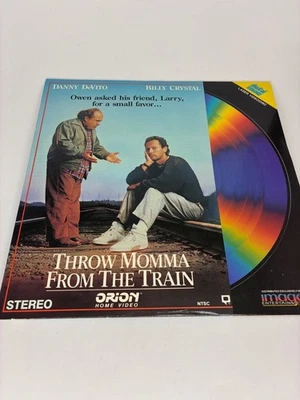 DANNY DeVITO BILLY CRYSTAL
Owen asked his friend, Larry,
for a small favor...
THROW MOMMA
FROM THE TRAIN
STEREO
ORION
HOME VIDEO
NTSC
image
ENTERTAINMENT